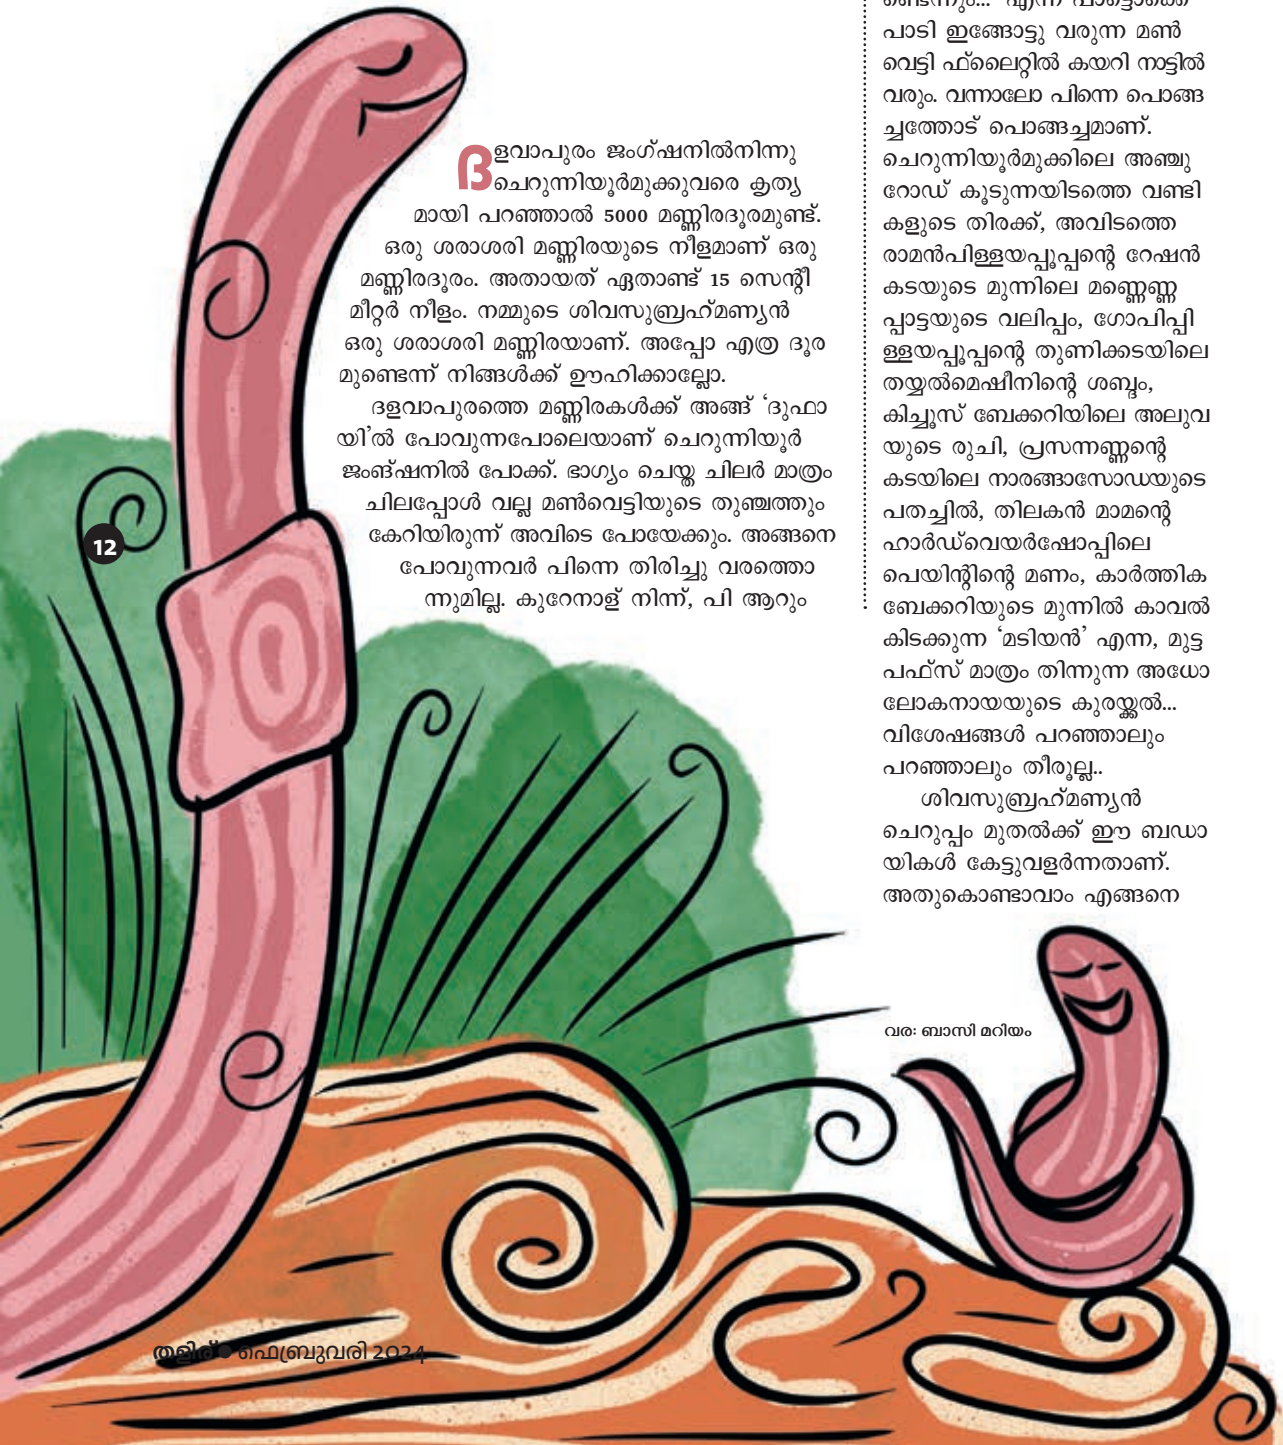 ദളവാപുരം ജംഗ്ഷനിൽനിന്നു
ചെറുന്നിയൂർമുക്കുവരെ കൃത്യ
മായി പറഞ്ഞാൽ 5000 മണ്ണിരദൂരമുണ്ട്.
ഒരു ശരാശരി മണ്ണിരയുടെ നീളമാണ് ഒരു
മണ്ണിരദൂരം. അതായത് ഏതാണ്ട് 15 സെന്റീ
മീറ്റർ നീളം. നമ്മുടെ ശിവസുബ്രഹ്‌മണ്യൻ
ഒരു ശരാശരി മണ്ണിരയാണ്. അപ്പോ എത്ര ദൂര
മുണ്ടെന്ന് നിങ്ങൾക്ക് ഊഹിക്കാല്ലോ.
ദളവാപുരത്തെ മണ്ണിരകൾക്ക് അങ്ങ് ‘ദുഫാ
യി’ൽ പോവുന്നപോലെയാണ് ചെറുന്നിയൂർ
ജംങ്ഷനിൽ പോക്ക്. ഭാഗ്യം ചെയ്ത ചിലർ മാത്രം
ചിലപ്പോൾ വല്ല മൺവെട്ടിയുടെ തുഞ്ചത്തും
കേറിയിരുന്ന് അവിടെ പോയേക്കും. അങ്ങനെ
പോവുന്നവർ പിന്നെ തിരിച്ചു വരത്തൊ
ന്നുമില്ല. കുറേനാള് നിന്ന്, പി ആറും
ണ്ടെന്നും...’ എന്ന പാട്ടൊക്കെ
പാടി ഇങ്ങോട്ടു വരുന്ന മൺ
വെട്ടി ഫ്ലൈറ്റിൽ കയറി നാട്ടിൽ
വരും. വന്നാലോ പിന്നെ പൊങ്ങ
ച്ചത്തോട് പൊങ്ങച്ചമാണ്.
ചെറുന്നിയൂർമുക്കിലെ അഞ്ചു
റോഡ് കൂടുന്നയിടത്തെ വണ്ടി
കളുടെ തിരക്ക്, അവിടത്തെ
രാമൻപിള്ളയപ്പൂപ്പന്റെ റേഷൻ
കടയുടെ മുന്നിലെ മണ്ണെണ്ണ
പ്പാട്ടയുടെ വലിപ്പം, ഗോപിപ്പി
ള്ളയപ്പൂപ്പന്റെ തുണിക്കടയിലെ
തയ്യൽമെഷീനിന്റെ ശബ്ദം,
കിച്ചൂസ് ബേക്കറിയിലെ അലുവ
യുടെ രുചി, പ്രസന്നണ്ണന്റെ
കടയിലെ നാരങ്ങാസോഡയുടെ
പതച്ചിൽ, തിലകൻ മാമന്റെ
ഹാർഡ്‌വെയർഷോപ്പിലെ
പെയിന്റിന്റെ മണം, കാർത്തിക
ബേക്കറിയുടെ മുന്നിൽ കാവൽ
കിടക്കുന്ന ‘മടിയൻ’ എന്ന, മുട്ട
പഫ്‌സ് മാത്രം തിന്നുന്ന അധോ
ലോകനായയുടെ കുരയ്ക്കൽ...
വിശേഷങ്ങൾ പറഞ്ഞാലും
പറഞ്ഞാലും തീരൂല്ല..
ശിവസുബ്രഹ്‌മണ്യൻ
ചെറുപ്പം മുതൽക്ക് ഈ ബഡാ
യികൾ കേട്ടുവളർന്നതാണ്.
അതുകൊണ്ടാവാം എങ്ങനെ
12
വര: ബാസി മറിയം
തളിര് ● ഫെബ്രുവരി 2024